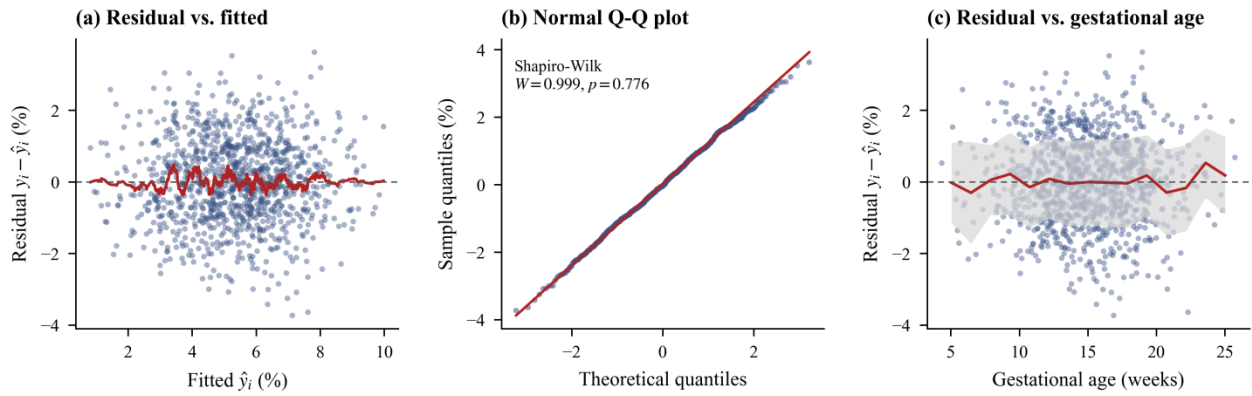 (a) Residual vs. fitted
Residual yᵢ − ŷᵢ (%)
2
0
−2
−4
2
4
6
8
10
Fitted ŷᵢ (%)
(b) Normal Q-Q plot
Shapiro-Wilk
W = 0.999, p = 0.776
Sample quantiles (%)
4
2
0
−2
−4
−2
0
2
Theoretical quantiles
(c) Residual vs. gestational age
Residual yᵢ − ŷᵢ (%)
2
0
−2
−4
5
10
15
20
25
Gestational age (weeks)